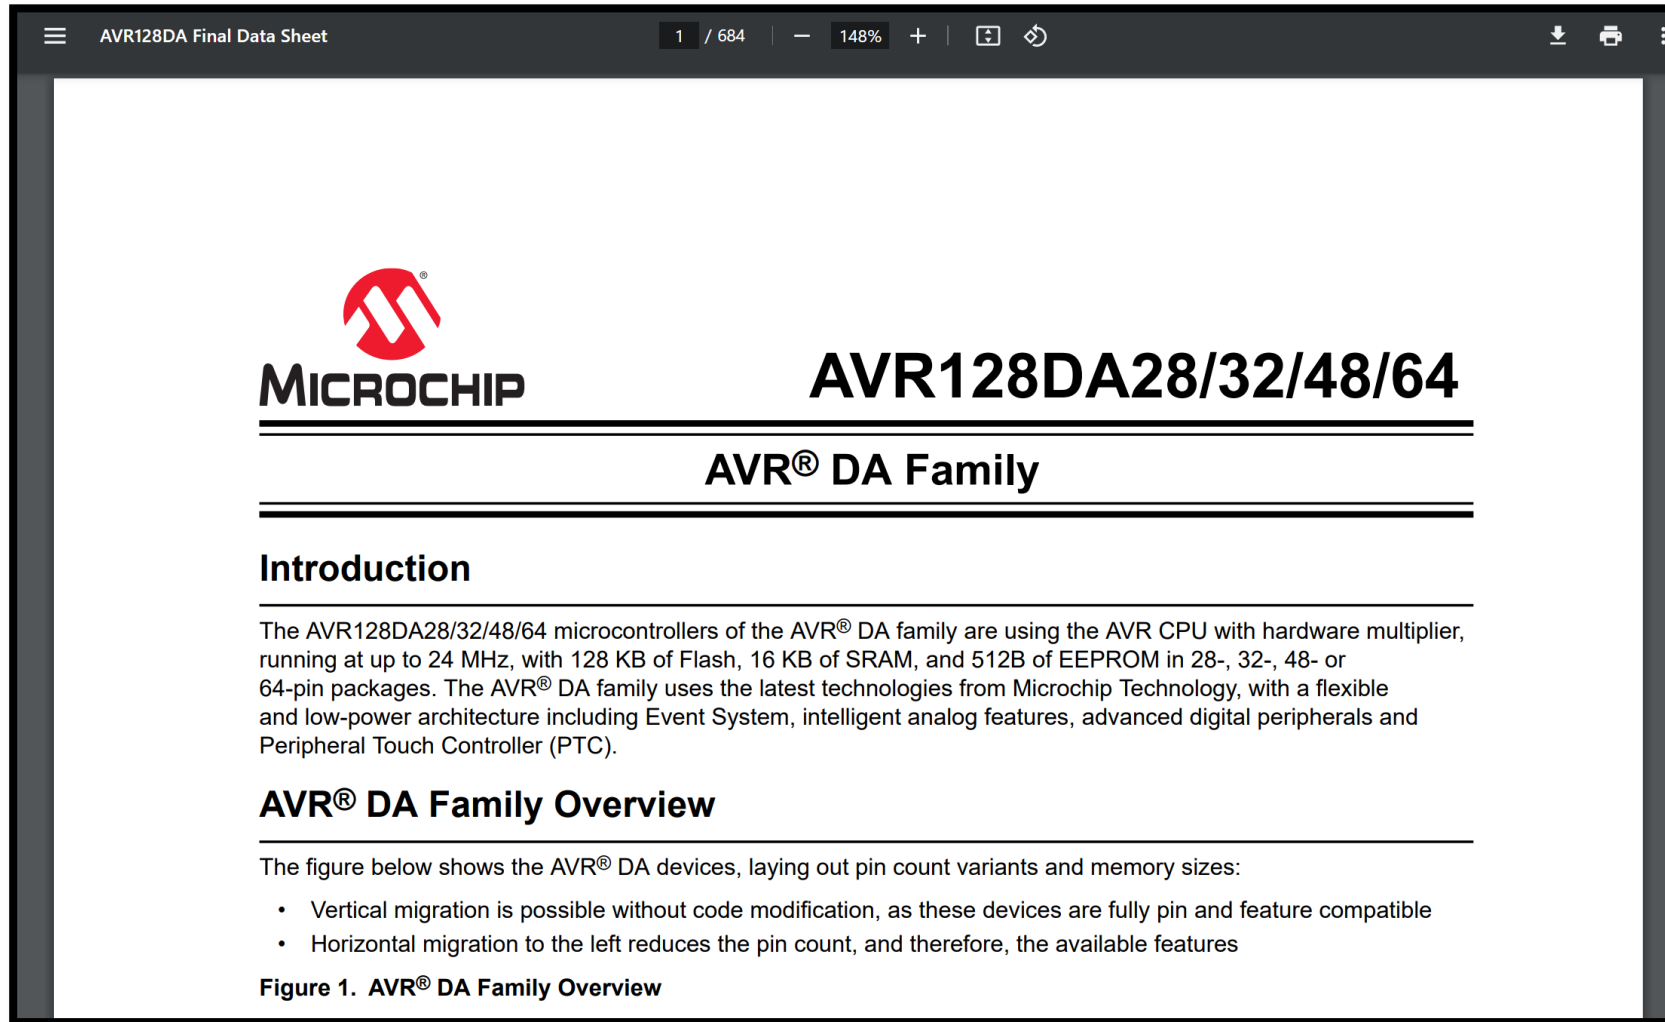 AVR128DA Final Data Sheet
1 / 684
148%
MICROCHIP ®
AVR128DA28/32/48/64
AVR® DA Family
Introduction
The AVR128DA28/32/48/64 microcontrollers of the AVR® DA family are using the AVR CPU with hardware multiplier,
running at up to 24 MHz, with 128 KB of Flash, 16 KB of SRAM, and 512B of EEPROM in 28-, 32-, 48- or
64-pin packages. The AVR® DA family uses the latest technologies from Microchip Technology, with a flexible
and low-power architecture including Event System, intelligent analog features, advanced digital peripherals and
Peripheral Touch Controller (PTC).
AVR® DA Family Overview
The figure below shows the AVR® DA devices, laying out pin count variants and memory sizes:
• Vertical migration is possible without code modification, as these devices are fully pin and feature compatible
• Horizontal migration to the left reduces the pin count, and therefore, the available features
Figure 1. AVR® DA Family Overview